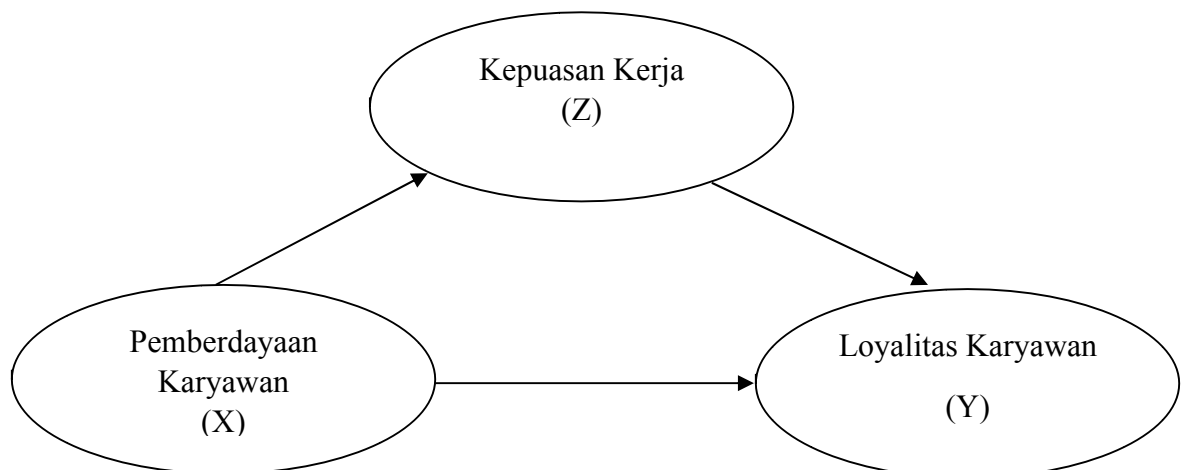 Kepuasan Kerja
(Z)
Pemberdayaan
Karyawan
(X)
Loyalitas Karyawan
(Y)